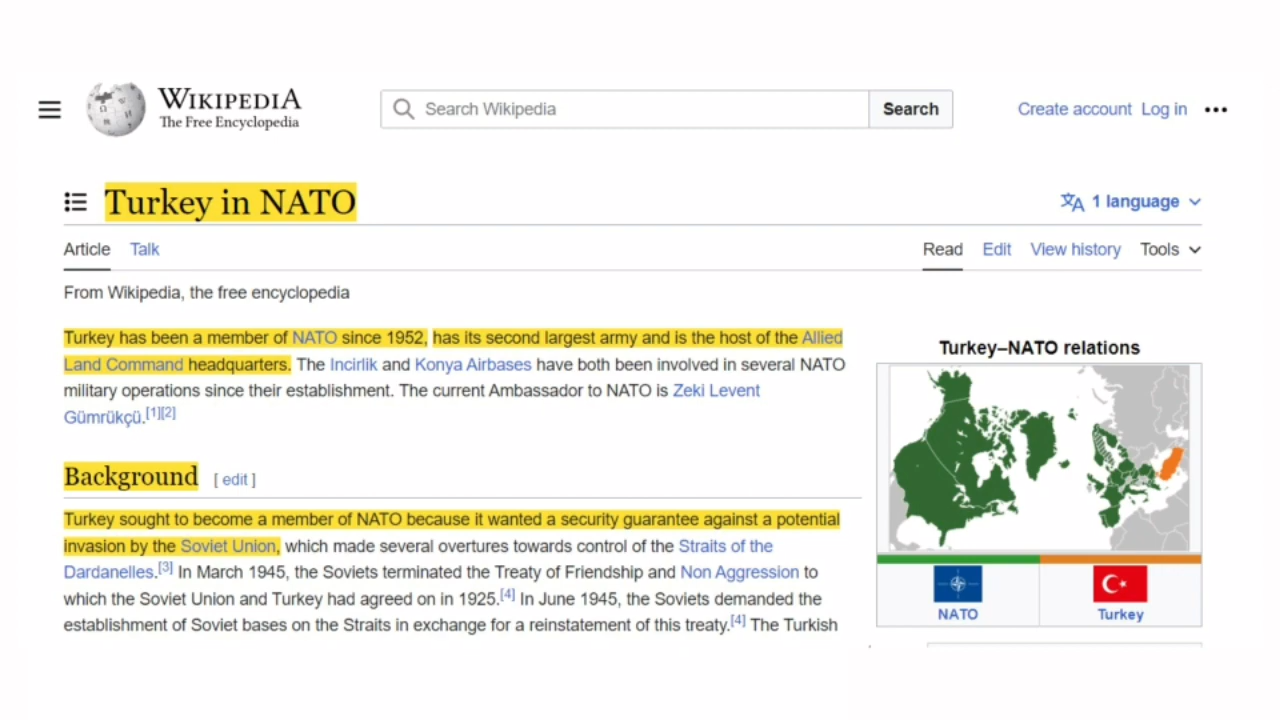 WIKIPEDIA
The Free Encyclopedia
Search Wikipedia
Search
Create account Log in
Turkey in NATO
1 language
Article Talk
Read Edit View history Tools
From Wikipedia, the free encyclopedia
Turkey has been a member of NATO since 1952, has its second largest army and is the host of the Allied
Land Command headquarters. The Incirlik and Konya Airbases have both been involved in several NATO
military operations since their establishment. The current Ambassador to NATO is Zeki Levent
Gümrükçü.[1][2]
Background [ edit ]
Turkey sought to become a member of NATO because it wanted a security guarantee against a potential
invasion by the Soviet Union, which made several overtures towards control of the Straits of the
Dardanelles.[3] In March 1945, the Soviets terminated the Treaty of Friendship and Non Aggression to
which the Soviet Union and Turkey had agreed on in 1925.[4] In June 1945, the Soviets demanded the
establishment of Soviet bases on the Straits in exchange for a reinstatement of this treaty.[4] The Turkish
Turkey–NATO relations
NATO
Turkey